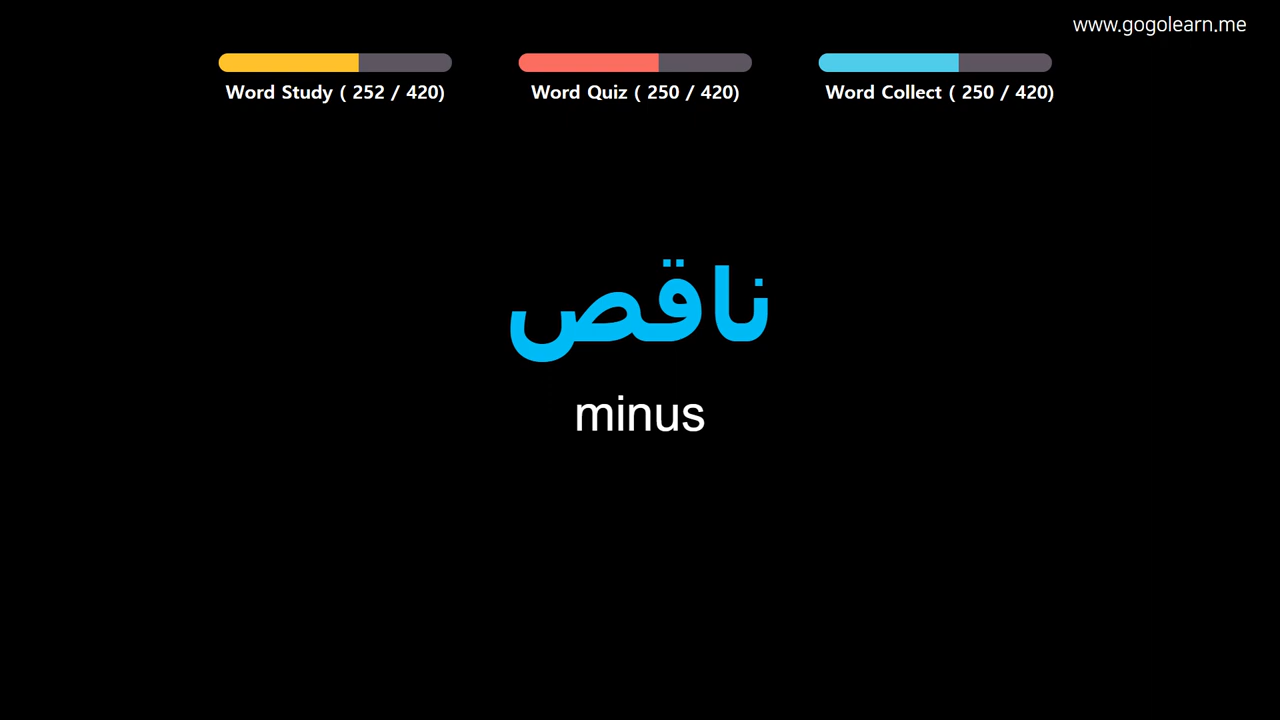 www.gogolearn.me
Word Study ( 252 / 420)
Word Quiz ( 250 / 420)
Word Collect ( 250 / 420)
ناقص
minus